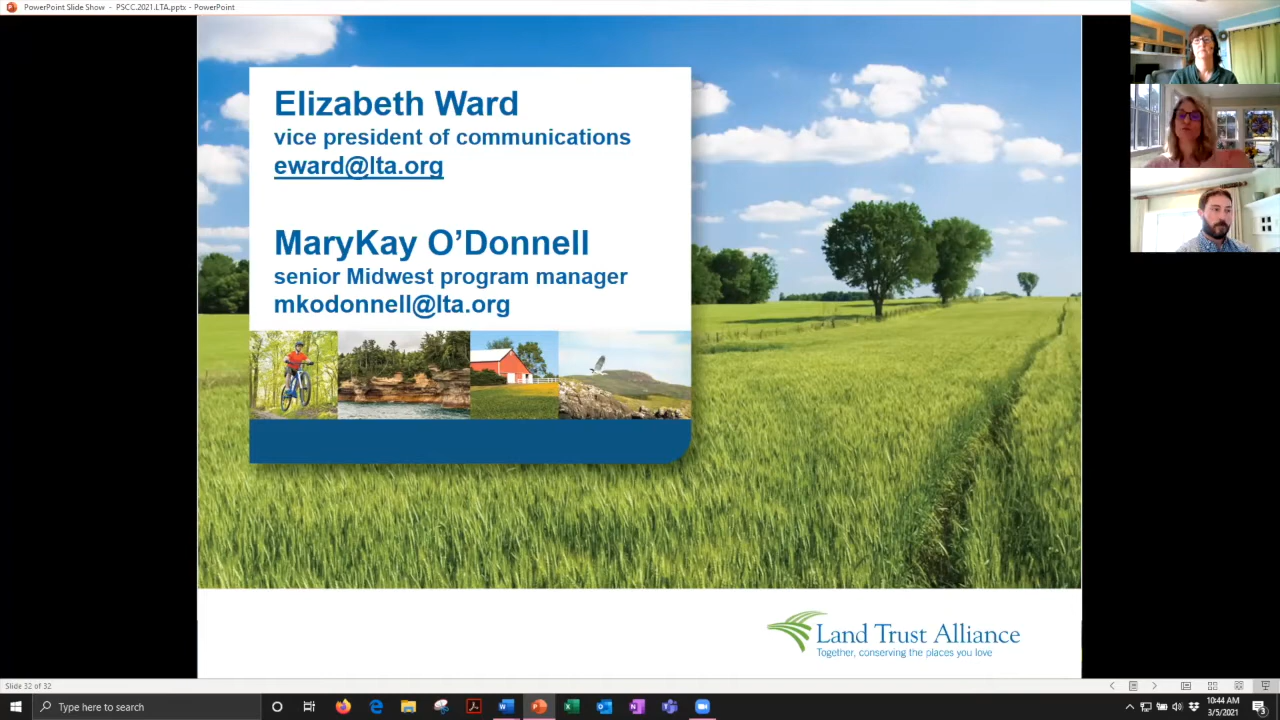 PowerPoint Slide Show - PSCC.2021.LTA.pptx - PowerPoint
Elizabeth Ward
vice president of communications
eward@lta.org
MaryKay O’Donnell
senior Midwest program manager
mkodonnell@lta.org
Land Trust Alliance
Together, conserving the places you love
Slide 32 of 32
Type here to search
10:44 AM
3/5/2021
3